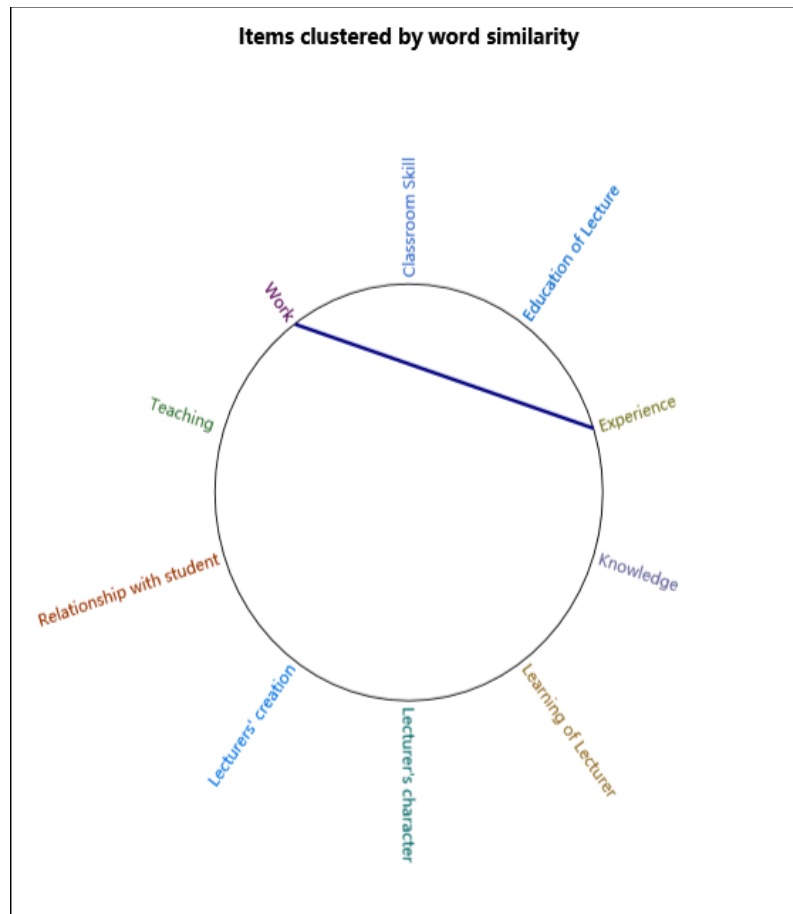 Items clustered by word similarity
Classroom Skill
Education of Lecture
Experience
Knowledge
Learning of Lecturer
Lecturer's character
Lecturers' creation
Relationship with student
Teaching
Work